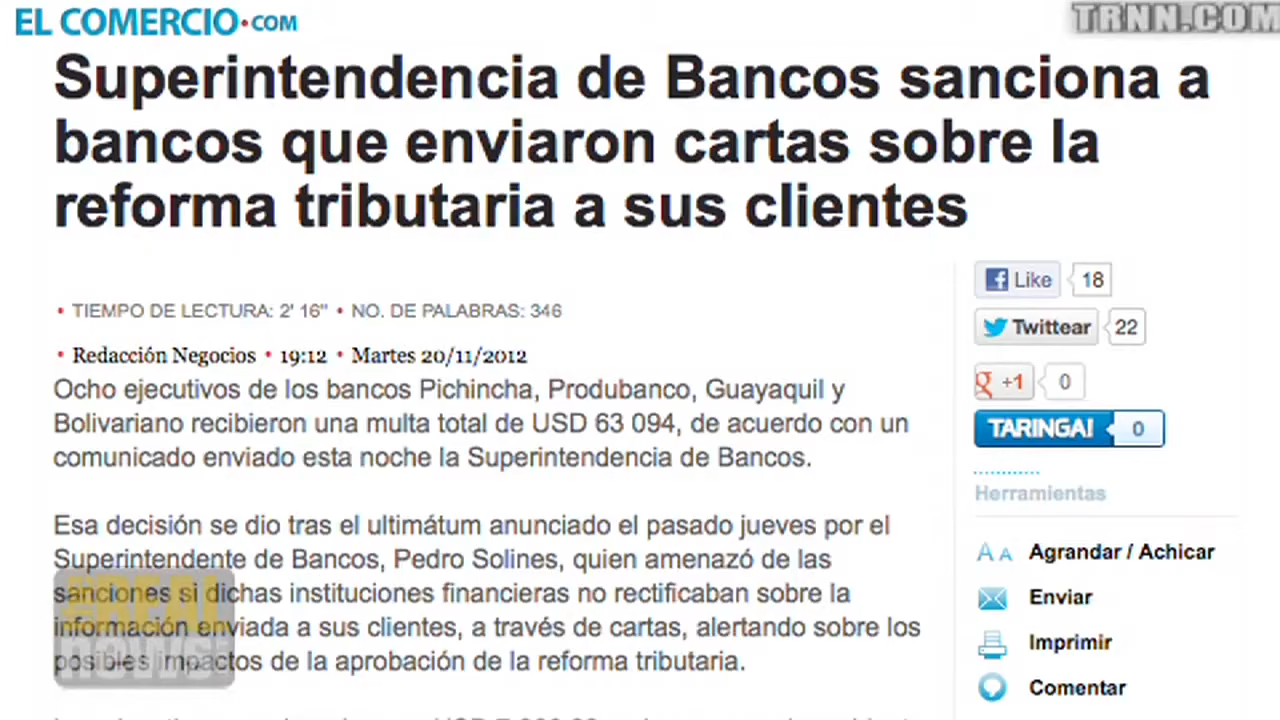 EL COMERCIO•COM
TRNN.COM
Superintendencia de Bancos sanciona a
bancos que enviaron cartas sobre la
reforma tributaria a sus clientes
Like 18
• TIEMPO DE LECTURA: 2' 16'' • NO. DE PALABRAS: 346
Twittear 22
• Redacción Negocios • 19:12 • Martes 20/11/2012
+1 0
Ocho ejecutivos de los bancos Pichincha, Produbanco, Guayaquil y
Bolivariano recibieron una multa total de USD 63 094, de acuerdo con un
comunicado enviado esta noche la Superintendencia de Bancos.
TARINGA! 0
Herramientas
Esa decisión se dio tras el ultimátum anunciado el pasado jueves por el
Superintendente de Bancos, Pedro Solines, quien amenazó de las
sanciones si dichas instituciones financieras no rectificaban sobre la
información enviada a sus clientes, a través de cartas, alertando sobre los
posibles impactos de la aprobación de la reforma tributaria.
AA Agrandar / Achicar
Enviar
Imprimir
Comentar
THE REAL
news